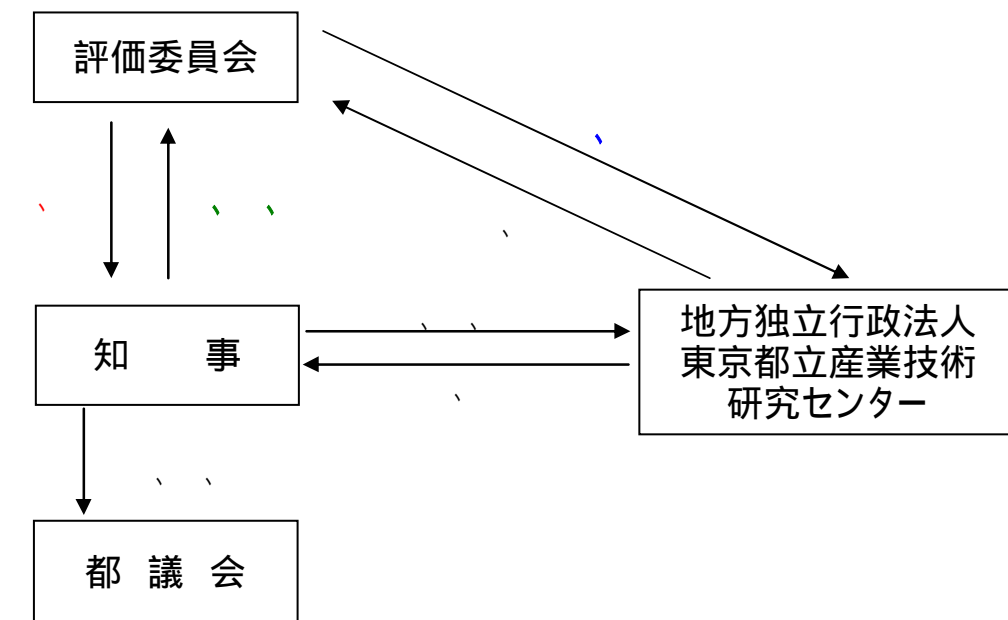 評価委員会
、
、
、 、
、
知 事
、 、
、
地方独立行政法人
東京都立産業技術
研究センター
、 、
都 議 会